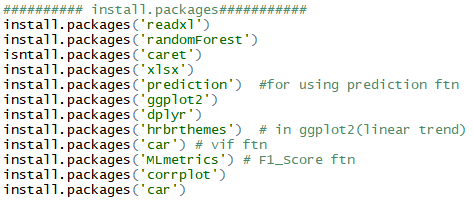 ########## install.packages###########
install.packages('readxl')
install.packages('randomForest')
isntall.packages('caret')
install.packages('xlsx')
install.packages('prediction')  #for using prediction ftn
install.packages('ggplot2')
install.packages('dplyr')
install.packages('hrbrthemes')  # in ggplot2(linear trend)
install.packages('car') # vif ftn
install.packages('MLmetrics') # F1_Score ftn
install.packages('corrplot')
install.packages('car')